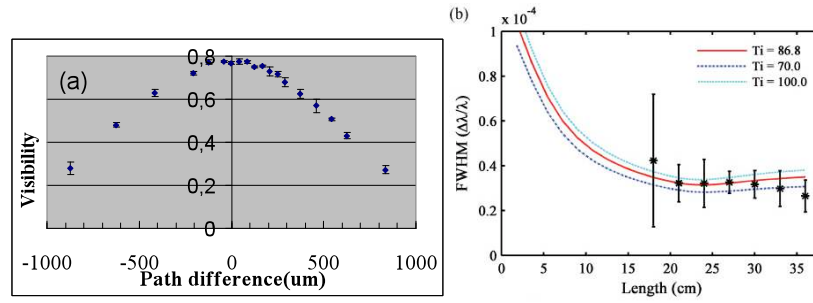 (a)
Visibility
0,8
0,6
0,4
0,2
0
-1000
-500
0
500
1000
Path difference(um)
(b)
x 10⁻⁴
1
0.8
0.6
0.4
0.2
0
FWHM (Δλ/λ)
Ti = 86.8
Ti = 70.0
Ti = 100.0
0
5
10
15
20
25
30
35
Length (cm)